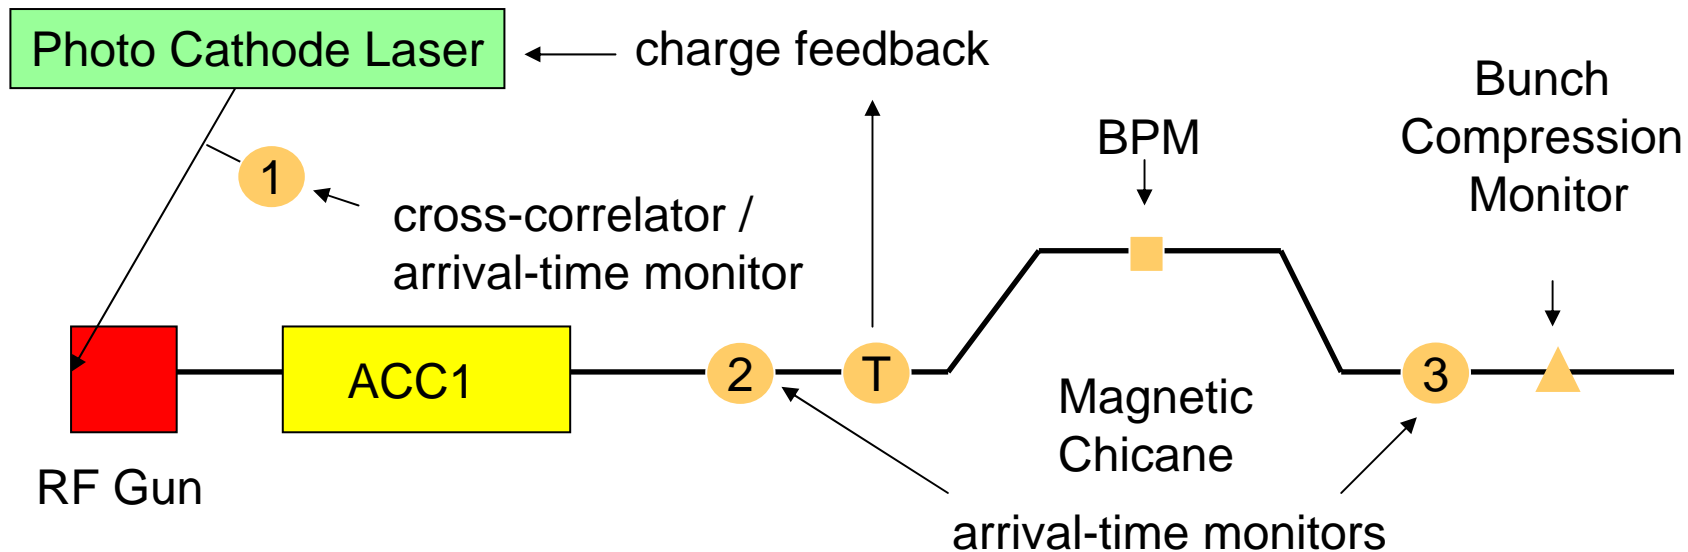 Photo Cathode Laser
charge feedback
Bunch
Compression
Monitor
BPM
1
cross-correlator /
arrival-time monitor
ACC1
2
T
3
Magnetic
Chicane
RF Gun
arrival-time monitors